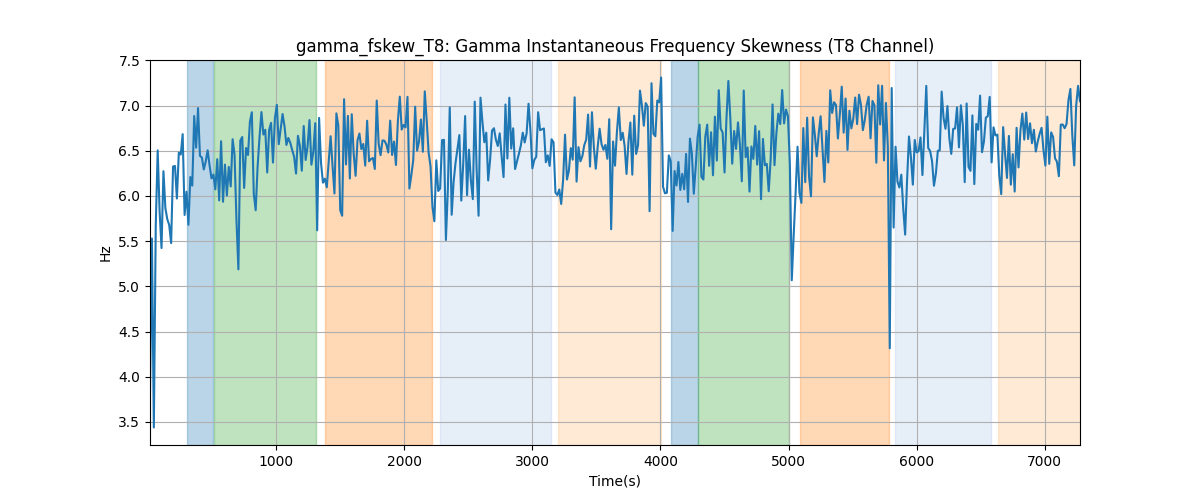 gamma_fskew_T8: Gamma Instantaneous Frequency Skewness (T8 Channel)
7.5
7.0
6.5
6.0
5.5
5.0
4.5
4.0
3.5
Hz
1000 2000 3000 4000 5000 6000 7000
Time(s)